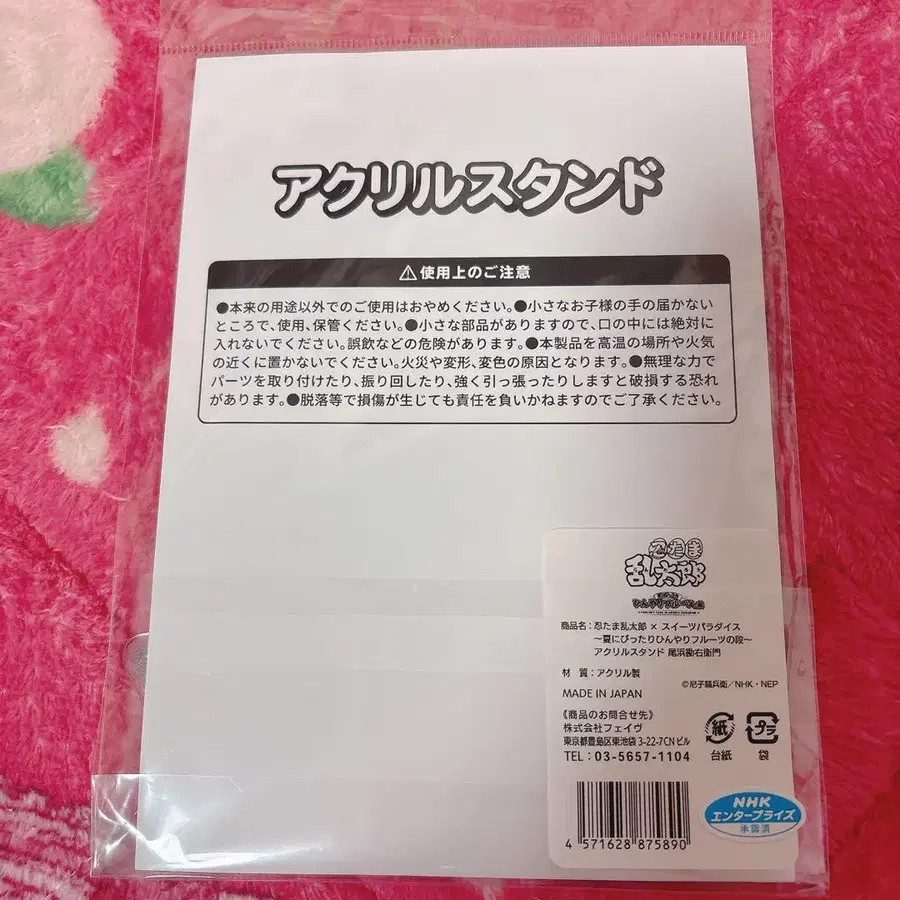 アクリルスタンド
⚠使用上のご注意
●本来の用途以外でのご使用はおやめください。●小さなお子様の手の届かない
ところで、使用、保管ください。●小さな部品がありますので、口の中には絶対に
入れないでください。誤飲などの危険があります。●本製品を高温の場所や火気
の近くに置かないでください。火災や変形、変色の原因となります。●無理な力で
パーツを取り付けたり、振り回したり、強く引っ張ったりしますと破損する恐れ
があります。●脱落等で損傷が生じても責任を負いかねますのでご了承ください。
忍たま
乱太郎
ひんやりフルーツの段
商品名：忍たま乱太郎 × スイーツパラダイス
～夏にぴったりひんやりフルーツの段～
アクリルスタンド 尾浜勘右衛門
材 質：アクリル製
©尼子騒兵衛／NHK・NEP
MADE IN JAPAN
《商品のお問合せ先》
株式会社フェイヴ
東京都豊島区東池袋 3-22-7CN ビル
TEL：03-5657-1104
紙
台紙
プラ
袋
4 571628 875890
NHK
エンタープライズ
承認済